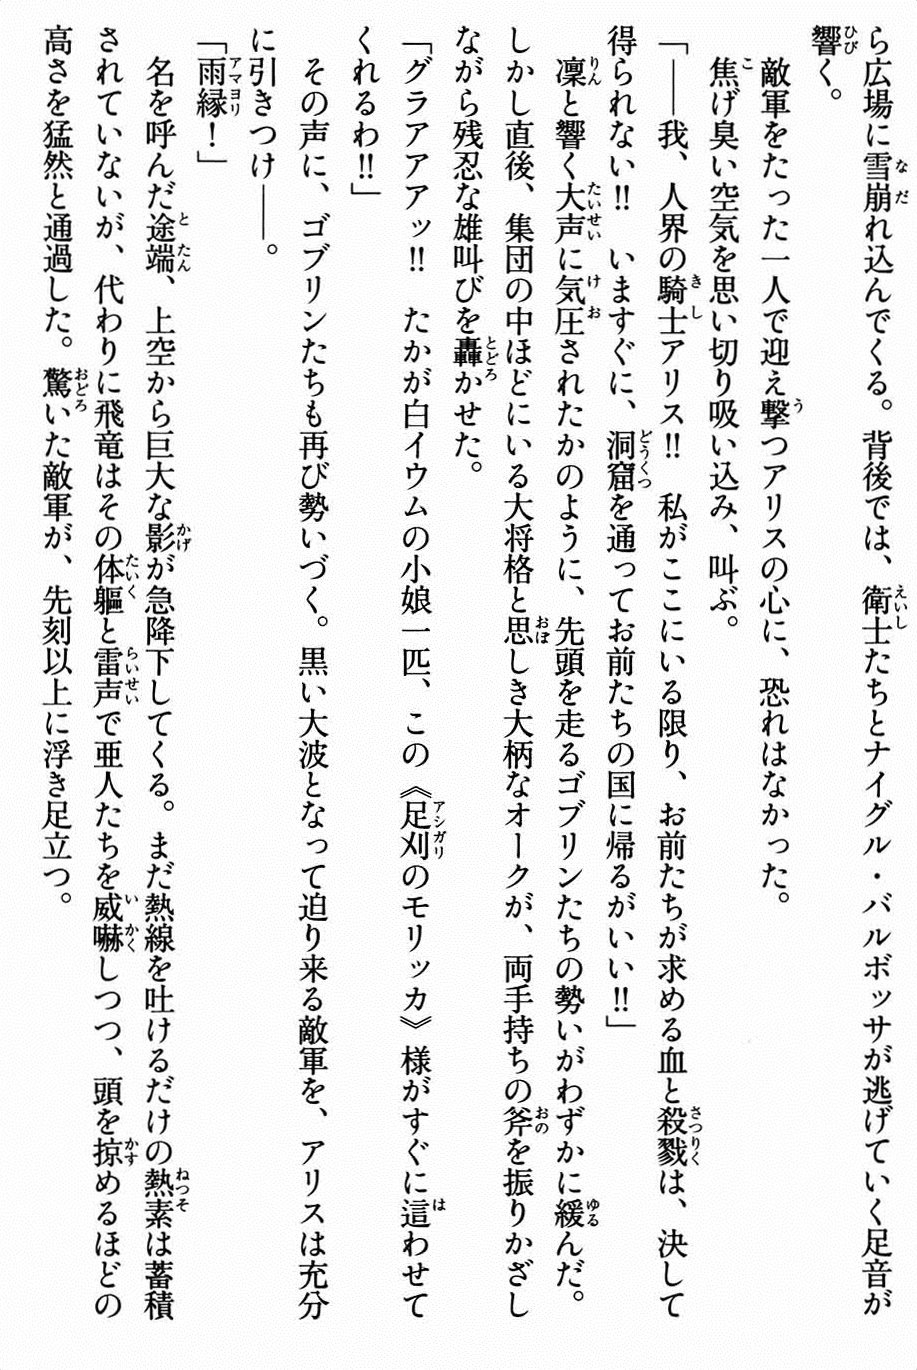 ら広場に雪崩れ込んでくる。背後では、衛士たちとナイグル・バルボッサが逃げていく足音が
響く。
敵軍をたった一人で迎え撃つアリスの心に、恐れはなかった。
焦げ臭い空気を思い切り吸い込み、叫ぶ。
「――我、人界の騎士アリス!! 私がここにいる限り、お前たちが求める血と殺戮は、決して
得られない!! いますぐに、洞窟を通ってお前たちの国に帰るがいい!!」
凜と響く大声に気圧されたかのように、先頭を走るゴブリンたちの勢いがわずかに緩んだ。
しかし直後、集団の中ほどにいる大将格と思しき大柄なオークが、両手持ちの斧を振りかざし
ながら残忍な雄叫びを轟かせた。
「グラアアアッ!! たかが白イウムの小娘一匹、この《足刈のモリッカ》様がすぐに這わせて
くれるわ!!」
その声に、ゴブリンたちも再び勢いづく。黒い大波となって迫り来る敵軍を、アリスは充分
に引きつけ――。
「雨縁！」
名を呼んだ途端、上空から巨大な影が急降下してくる。まだ熱線を吐けるだけの熱素は蓄積
されていないが、代わりに飛竜はその体軀と雷声で亜人たちを威嚇しつつ、頭を掠めるほどの
高さを猛然と通過した。驚いた敵軍が、先刻以上に浮き足立つ。